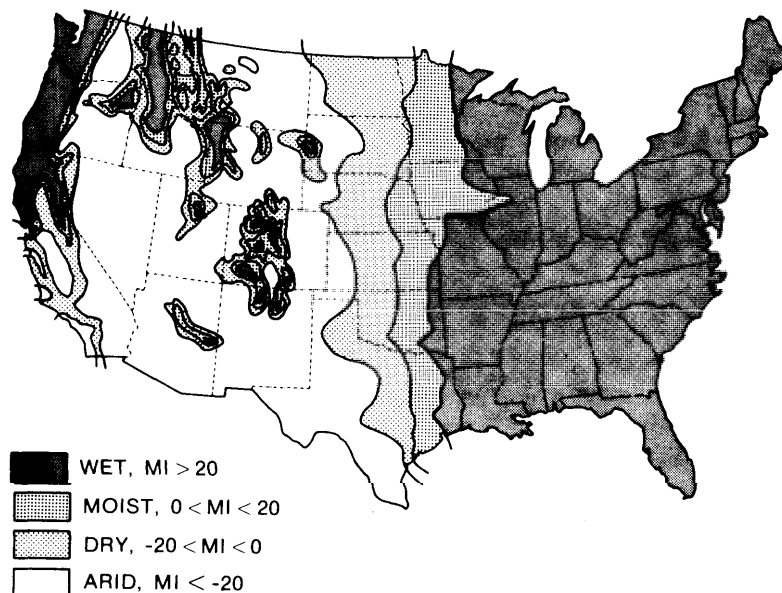 WET, MI > 20
MOIST, 0 < MI < 20
DRY, -20 < MI < 0
ARID, MI < -20